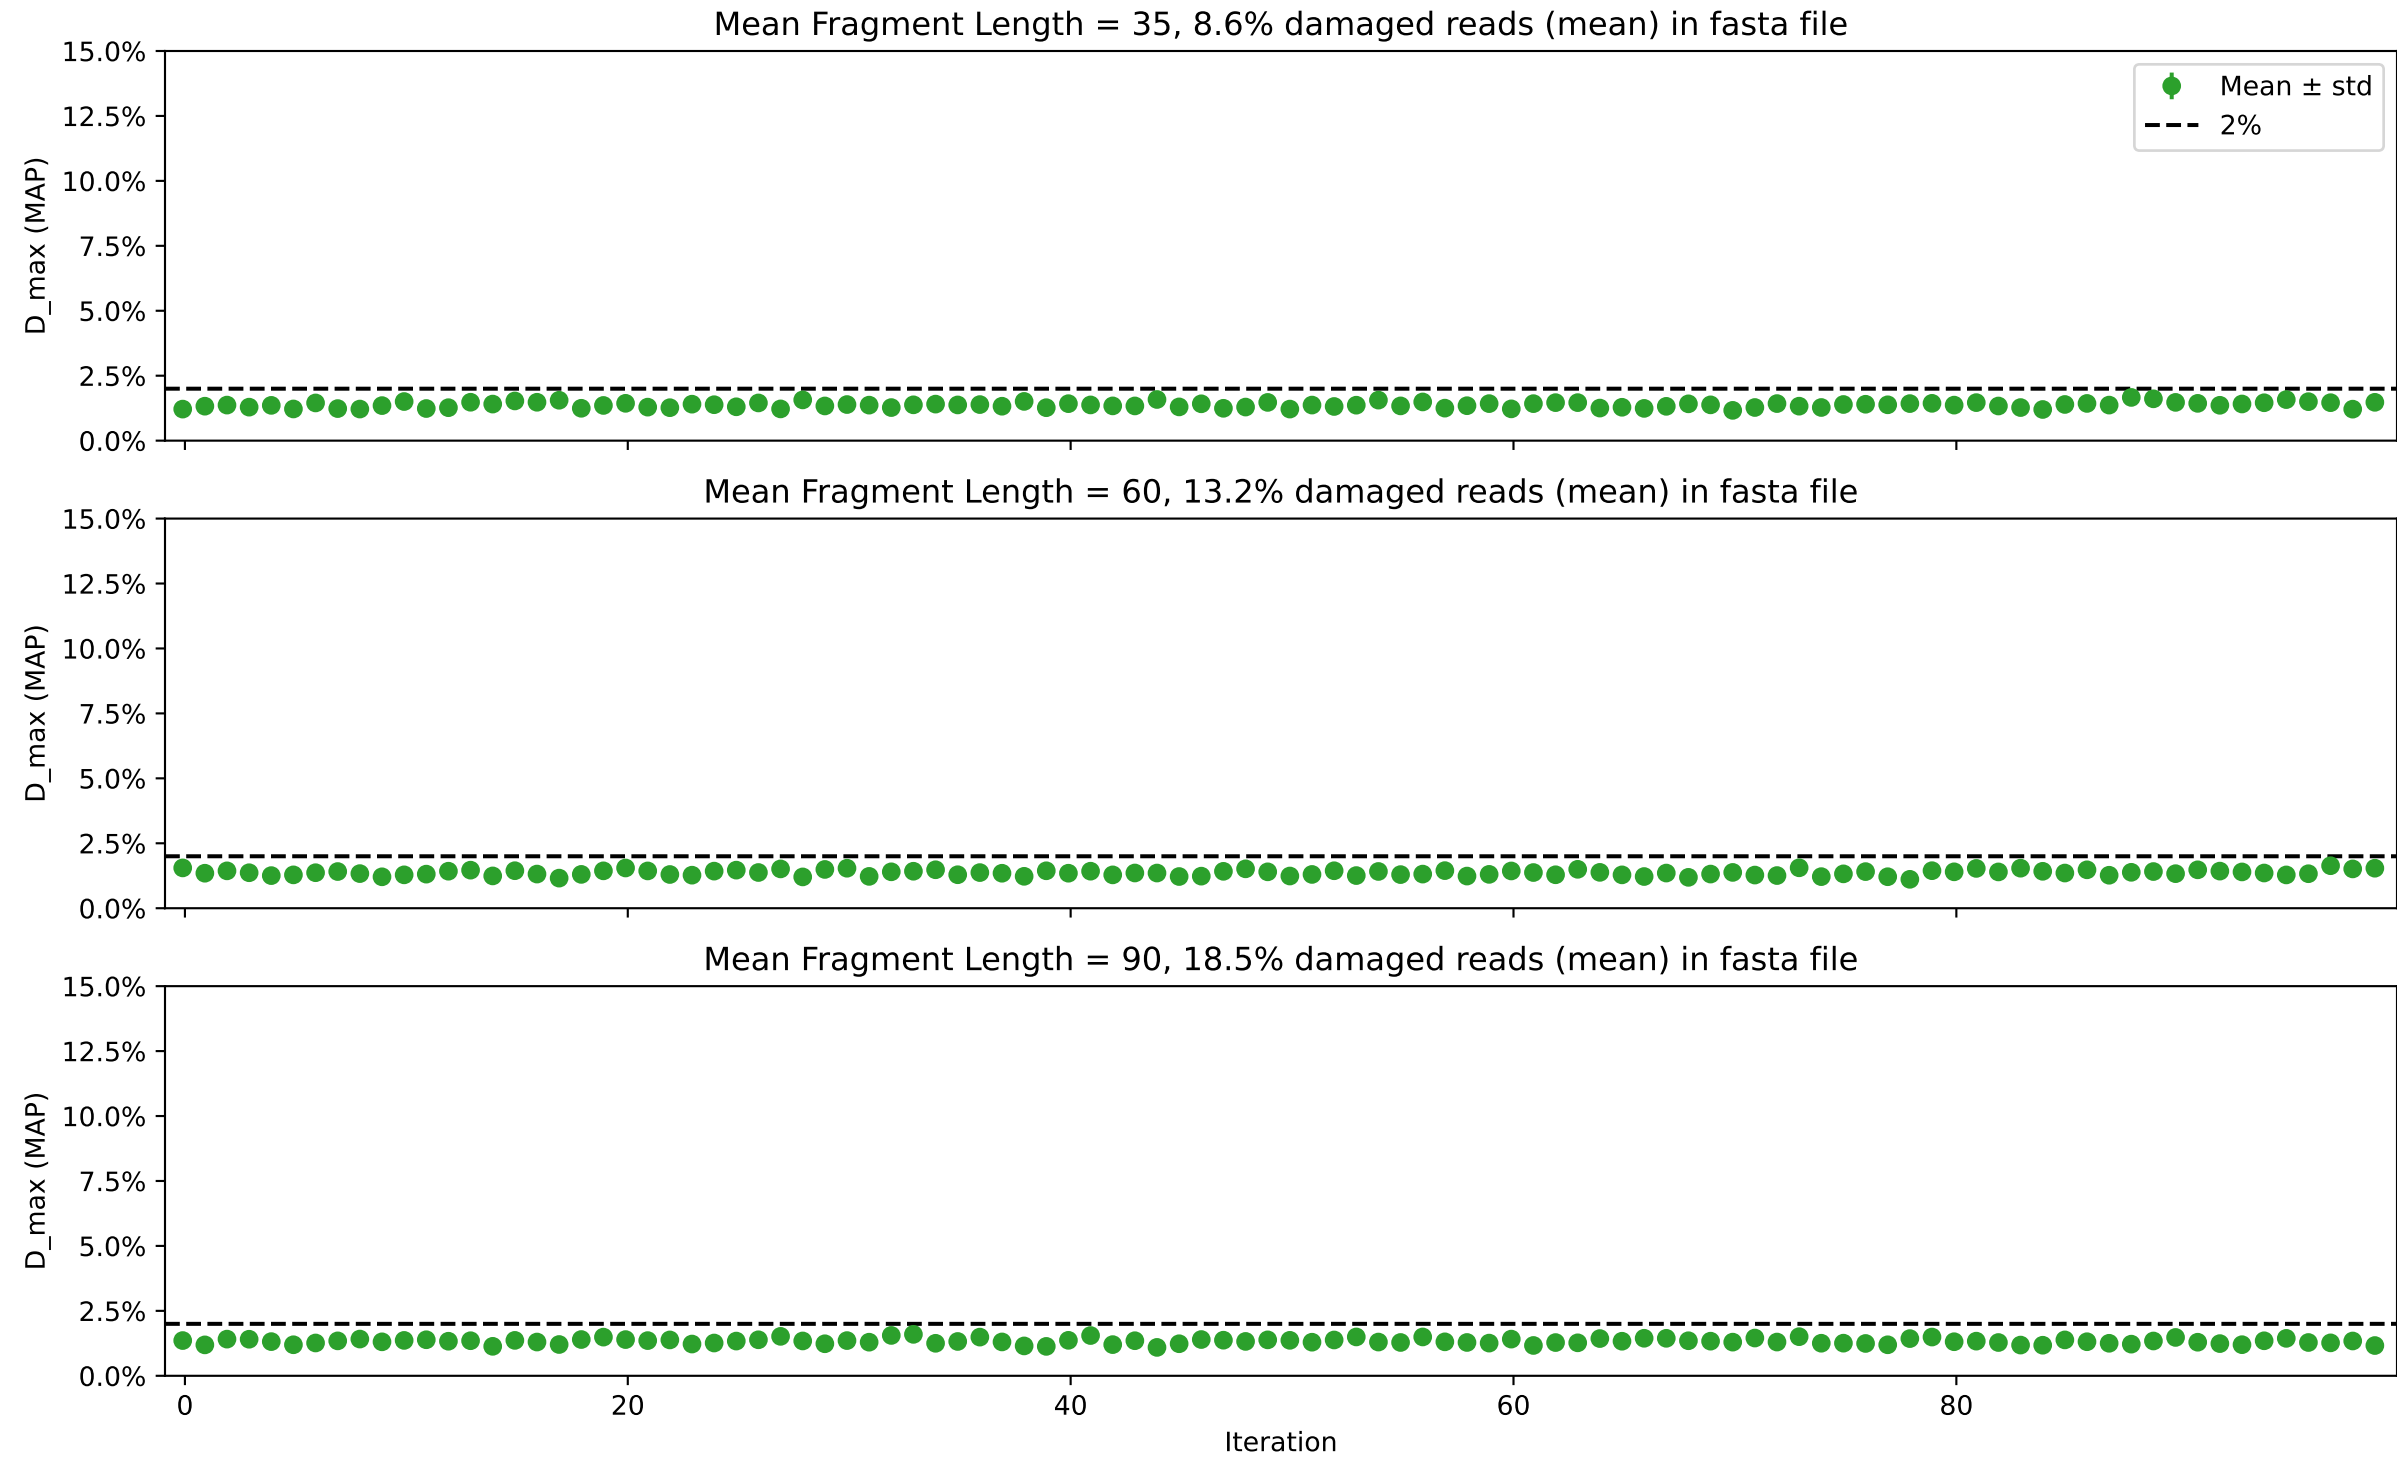 Mean Fragment Length = 35, 8.6% damaged reads (mean) in fasta file
15.0%
12.5%
10.0%
7.5%
5.0%
2.5%
0.0%
D_max (MAP)
Mean ± std
2%
Mean Fragment Length = 60, 13.2% damaged reads (mean) in fasta file
15.0%
12.5%
10.0%
7.5%
5.0%
2.5%
0.0%
D_max (MAP)
Mean Fragment Length = 90, 18.5% damaged reads (mean) in fasta file
15.0%
12.5%
10.0%
7.5%
5.0%
2.5%
0.0%
D_max (MAP)
0 20 40 60 80
Iteration